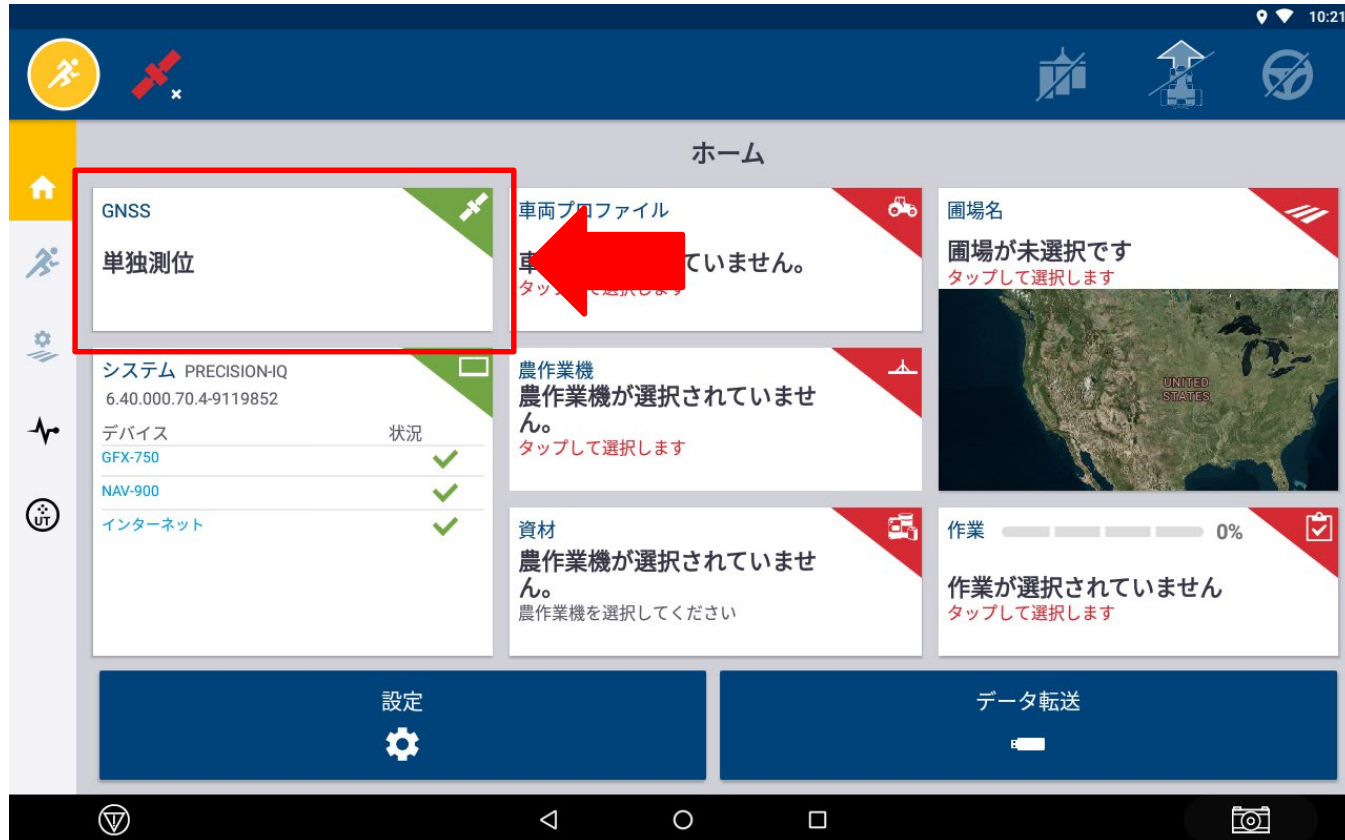 10:21
ホーム
GNSS
単独測位
車両プロファイル
車
ていません。
タッ
圃場名
圃場が未選択です
タップして選択します
UNITED
STATES
システム PRECISION-IQ
6.40.000.70.4-9119852
デバイス 状況
GFX-750
NAV-900
インターネット
農作業機
農作業機が選択されていませ
ん。
タップして選択します
資材
農作業機が選択されていませ
ん。
農作業機を選択してください
作業 0%
作業が選択されていません
タップして選択します
UT
設定
データ転送